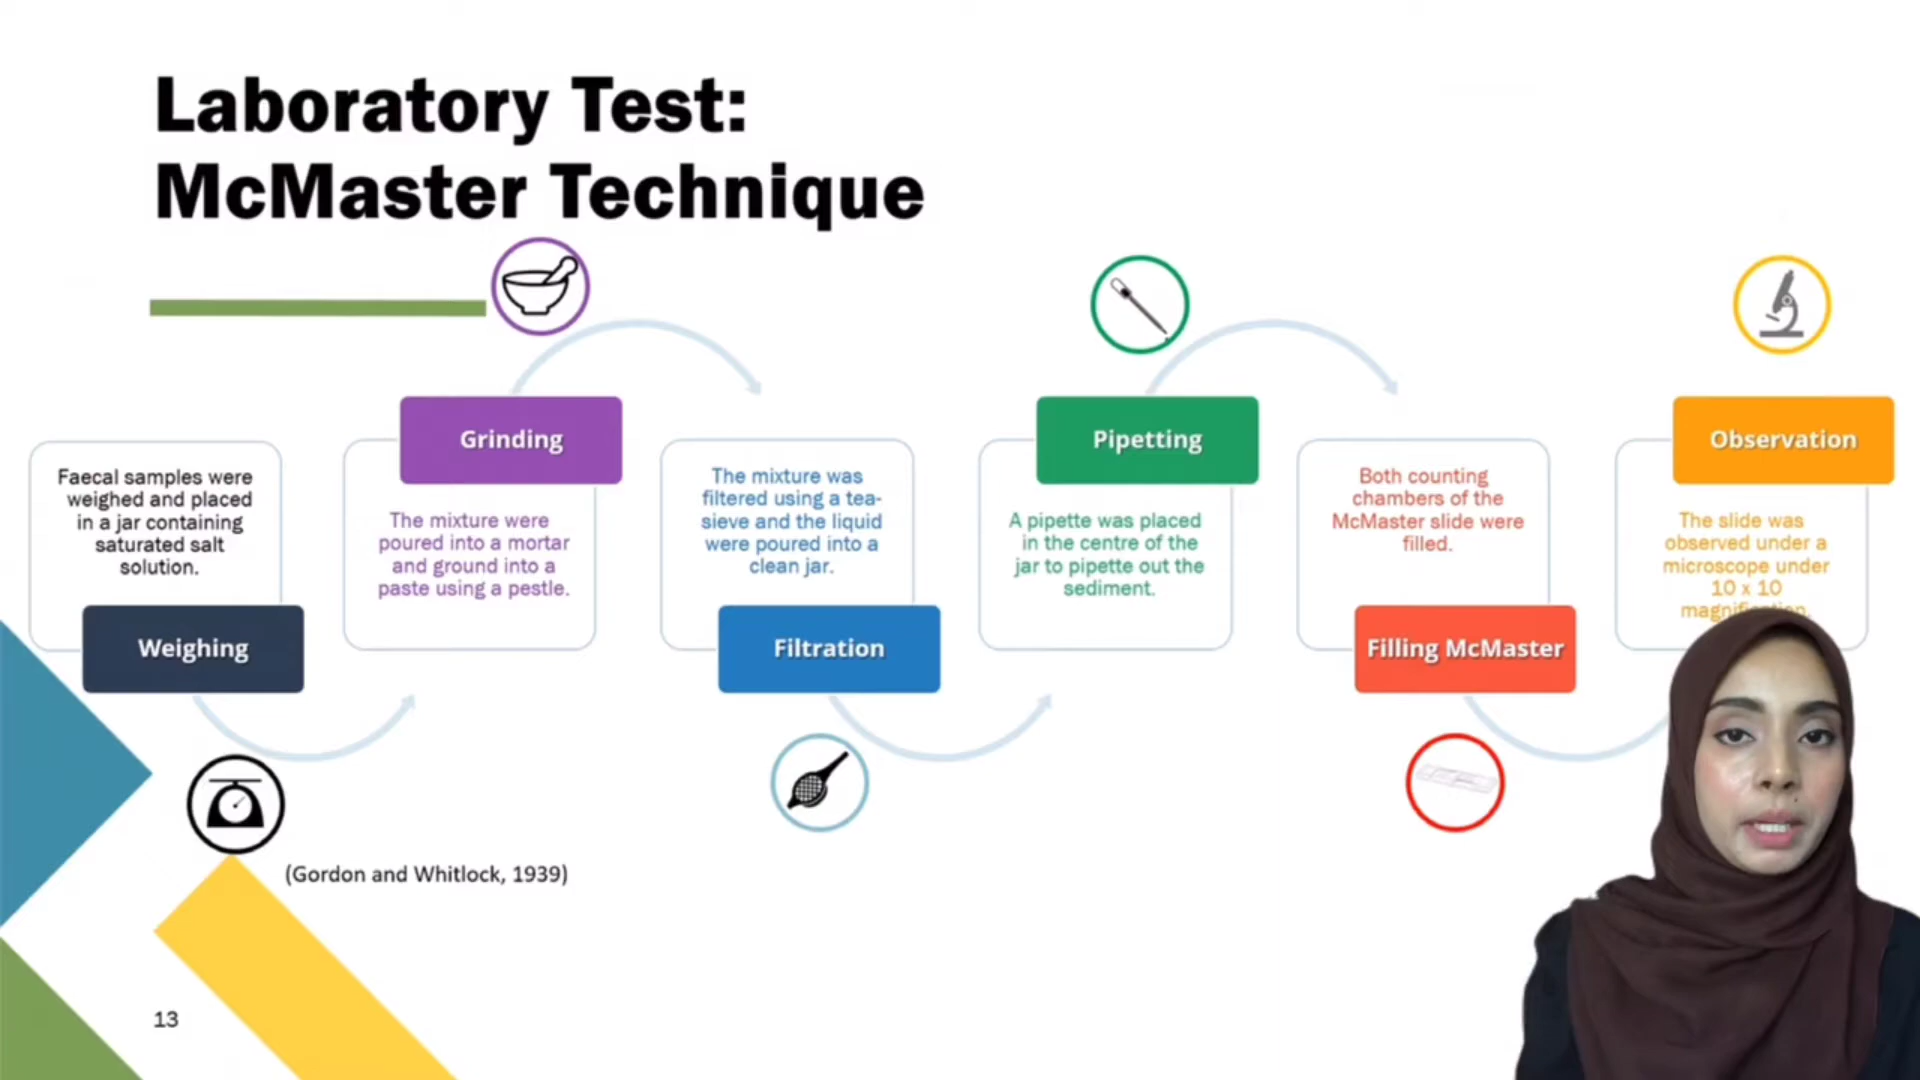 Laboratory Test:
McMaster Technique
Faecal samples were
weighed and placed
in a jar containing
saturated salt
solution.
Weighing
Grinding
The mixture were
poured into a mortar
and ground into a
paste using a pestle.
The mixture was
filtered using a tea-
sieve and the liquid
were poured into a
clean jar.
Filtration
Pipetting
A pipette was placed
in the centre of the
jar to pipette out the
sediment.
Both counting
chambers of the
McMaster slide were
filled.
Filling McMaster
Observation
The slide was
observed under a
microscope under
10 x 10
magnification.
(Gordon and Whitlock, 1939)
13